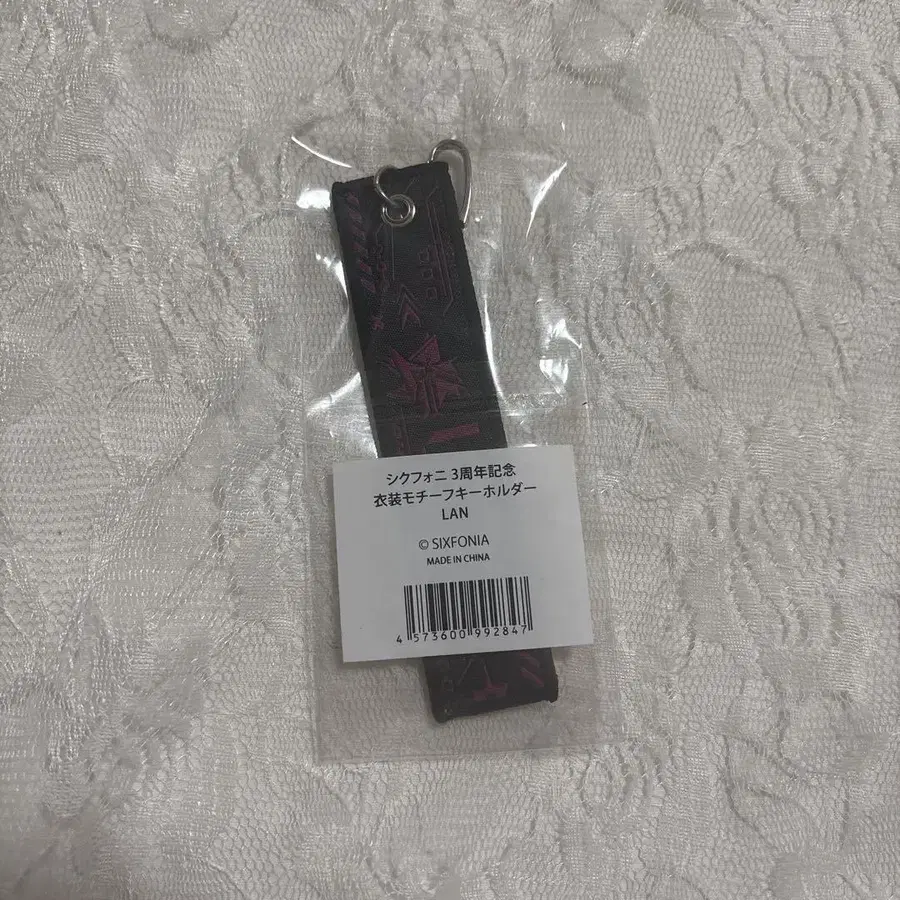 シクフォニ 3周年記念
衣装モチーフキーホルダー
LAN
© SIXFONIA
MADE IN CHINA
4 573600 992847